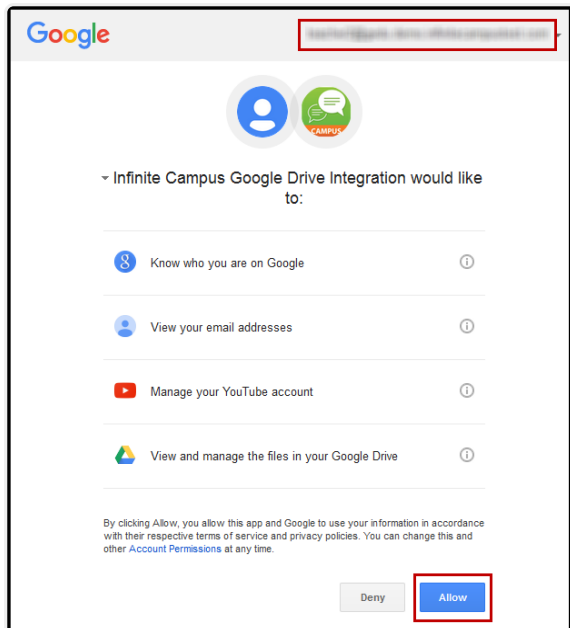 Google
CAMPUS
Infinite Campus Google Drive Integration would like
to:
8
Know who you are on Google
View your email addresses
Manage your YouTube account
View and manage the files in your Google Drive
By clicking Allow, you allow this app and Google to use your information in accordance
with their respective terms of service and privacy policies. You can change this and
other Account Permissions at any time.
Deny Allow